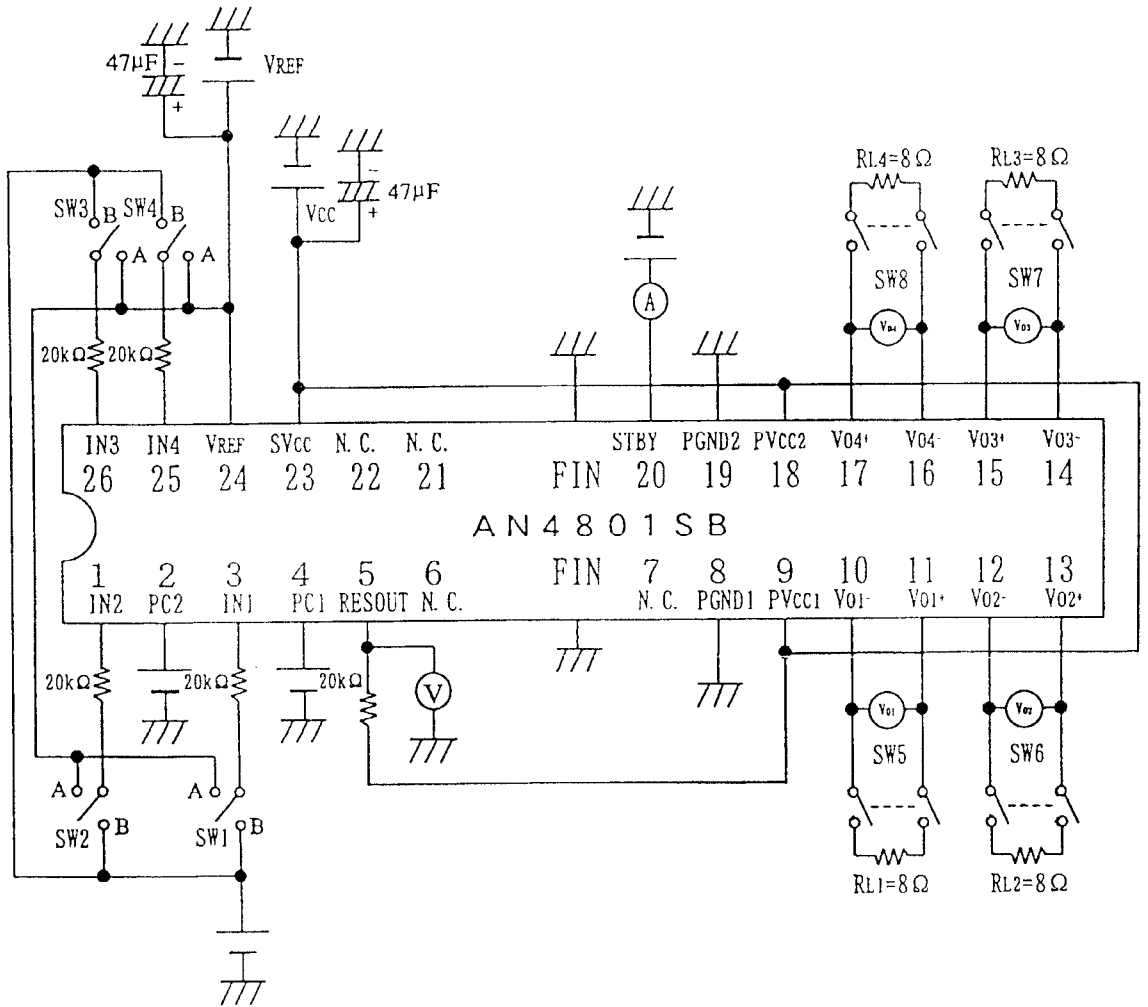 47μF - VREF
+
- 47μF
VCC +
RL4=8Ω RL3=8Ω
SW3 B SW4 B
A A
SW8 SW7
A
VO4 VO3
20kΩ 20kΩ
IN3 IN4 VREF SVCC N.C. N.C. STBY PGND2 PVCC2 VO4+ VO4- VO3+ VO3-
26 25 24 23 22 21 FIN 20 19 18 17 16 15 14
AN4801SB
1 2 3 4 5 6 FIN 7 8 9 10 11 12 13
IN2 PC2 IN1 PC1 RESOUT N.C. N.C. PGND1 PVCC1 VO1- VO1+ VO2- VO2+
20kΩ 20kΩ 20kΩ V
VO1 VO2
SW5 SW6
A A
SW2 B SW1 B
RL1=8Ω RL2=8Ω